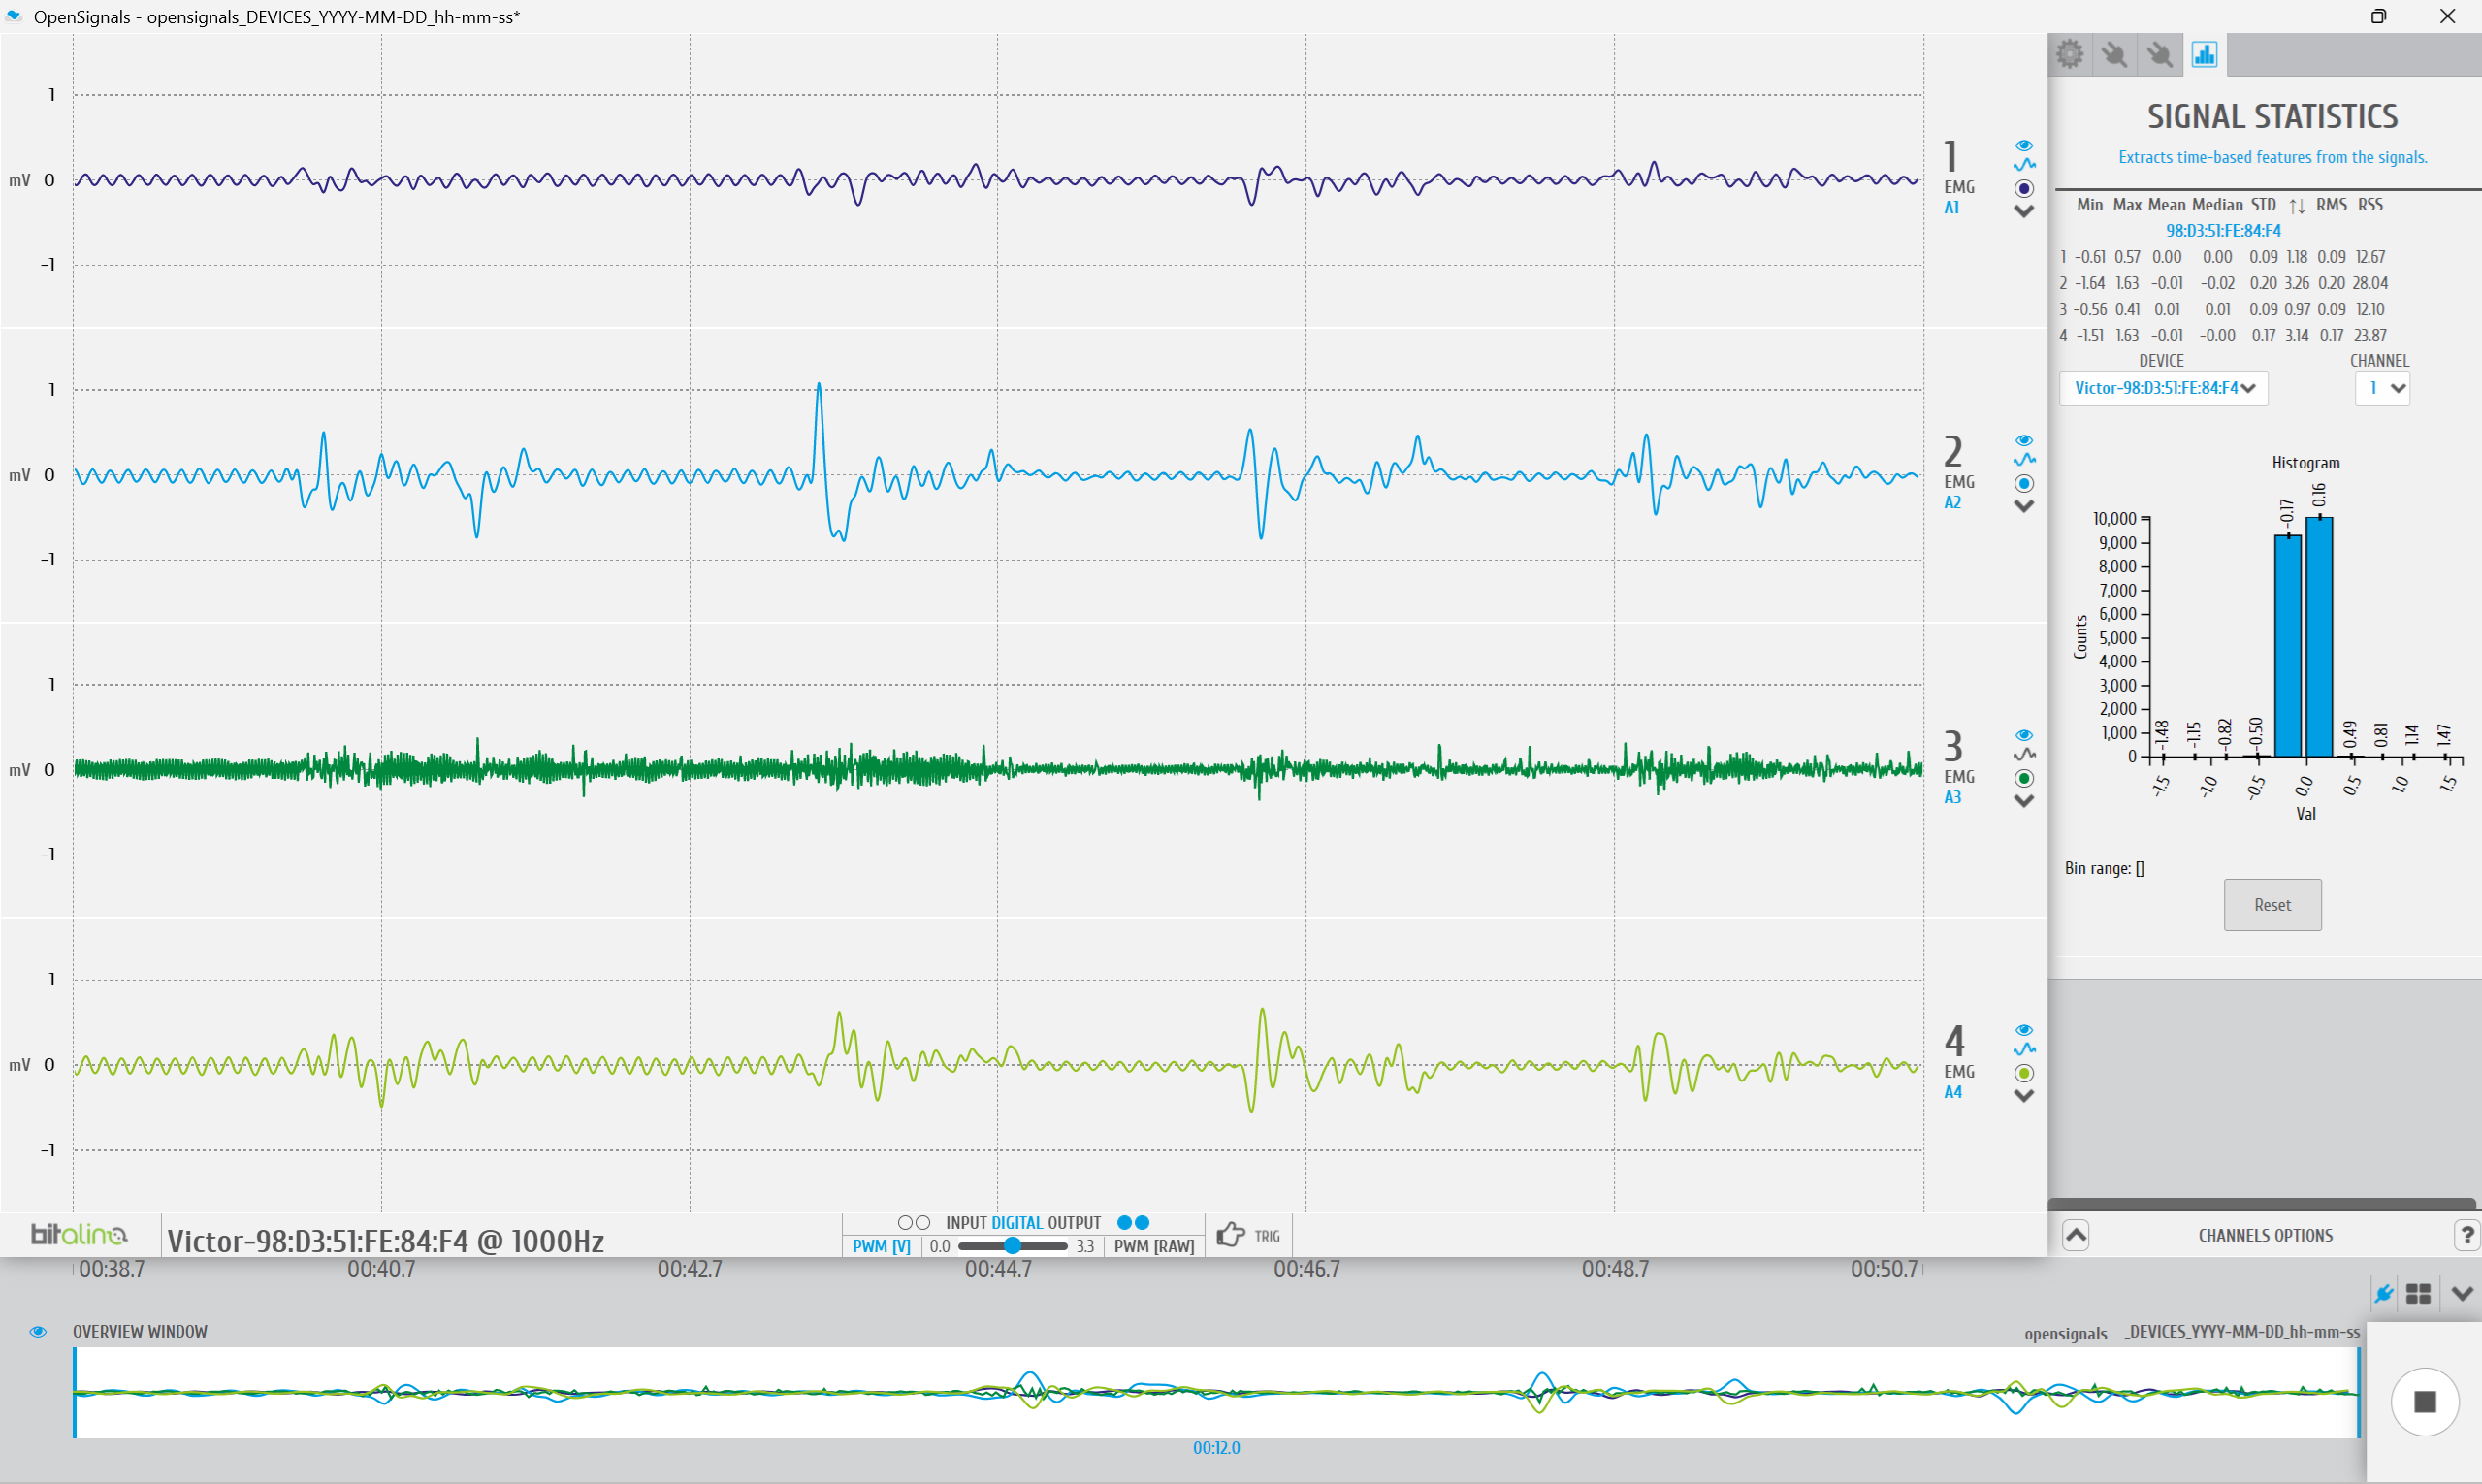 OpenSignals - opensignals_DEVICES_YYYY-MM-DD_hh-mm-ss*
1
mV 0
-1
1
EMG
A1
1
mV 0
-1
2
EMG
A2
1
mV 0
-1
3
EMG
A3
1
mV 0
-1
4
EMG
A4
SIGNAL STATISTICS
Extracts time-based features from the signals.
Min Max Mean Median STD ↑↓ RMS RSS
98:D3:51:FE:84:F4
1 -0.61 0.57 0.00 0.00 0.09 1.18 0.09 12.67
2 -1.64 1.63 -0.01 -0.02 0.20 3.26 0.20 28.04
3 -0.56 0.41 0.01 0.01 0.09 0.97 0.09 12.10
4 -1.51 1.63 -0.01 -0.00 0.17 3.14 0.17 23.87
DEVICE CHANNEL
Victor-98:D3:51:FE:84:F4 1
Histogram
Counts
10,000
9,000
8,000
7,000
6,000
5,000
4,000
3,000
2,000
1,000
0
-1.48 -1.15 -0.82 -0.50 -0.17 0.16 0.49 0.81 1.14 1.47
-1.5 -1.0 -0.5 0.0 0.5 1.0 1.5
Val
Bin range: []
Reset
bitalino
Victor-98:D3:51:FE:84:F4 @ 1000Hz
INPUT DIGITAL OUTPUT
PWM [V] 0.0 3.3 PWM [RAW]
TRIG
CHANNELS OPTIONS ?
00:38.7 00:40.7 00:42.7 00:44.7 00:46.7 00:48.7 00:50.7
OVERVIEW WINDOW
opensignals _DEVICES_YYYY-MM-DD_hh-mm-ss
00:12.0